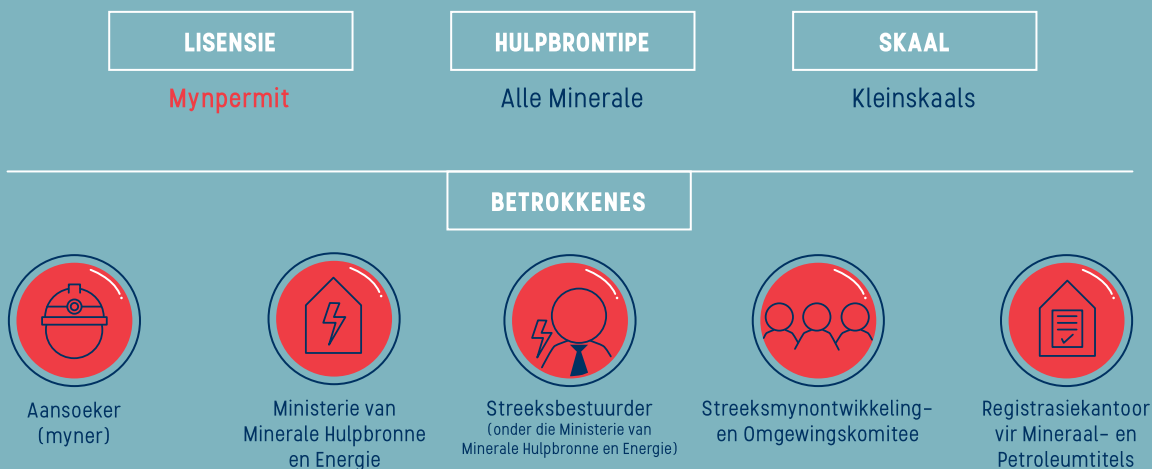 LISENSIE
Mynpermit
HULPBRONTIPE
Alle Minerale
SKAAL
Kleinskaals
BETROKKENES
Aansoeker
(myner)
Ministerie van
Minerale Hulpbronne
en Energie
Streeksbestuurder
(onder die Ministerie van
Minerale Hulpbronne en Energie)
Streeksmynontwikkeling-
en Omgewingskomitee
Registrasiekantoor
vir Mineraal- en
Petroleumtitels